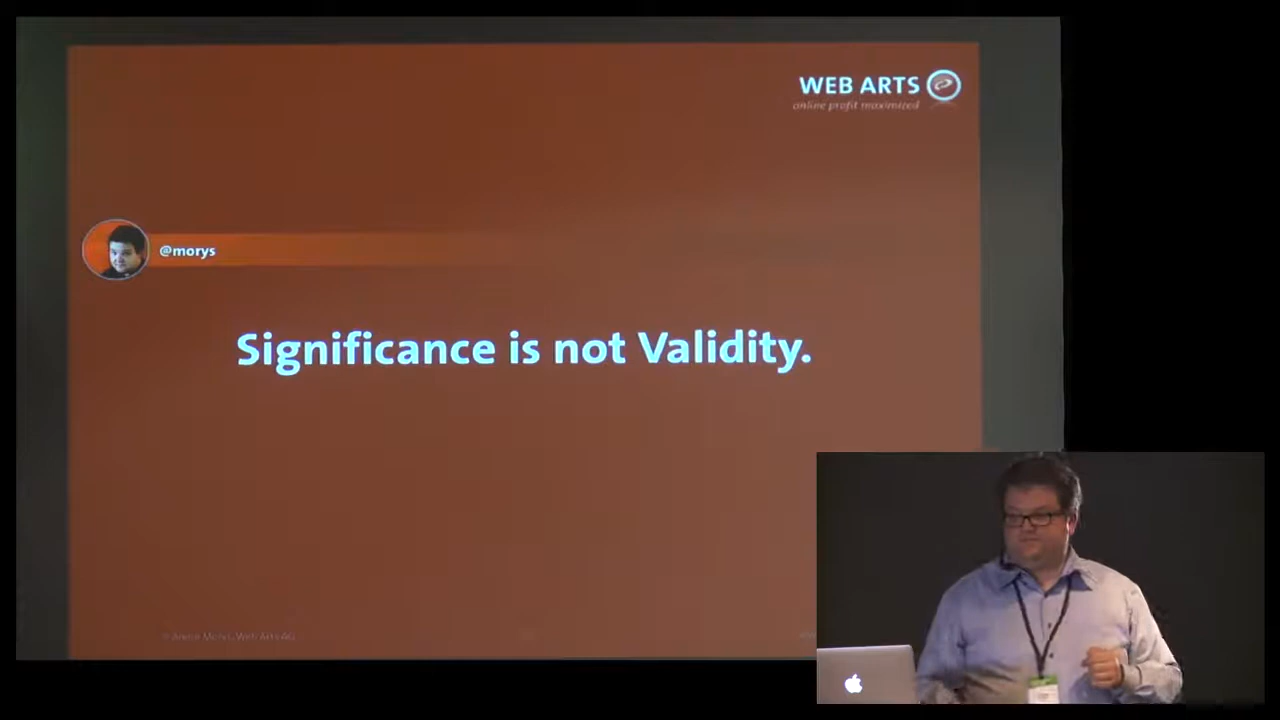 WEB ARTS
online profit maximized
@morys
Significance is not Validity.